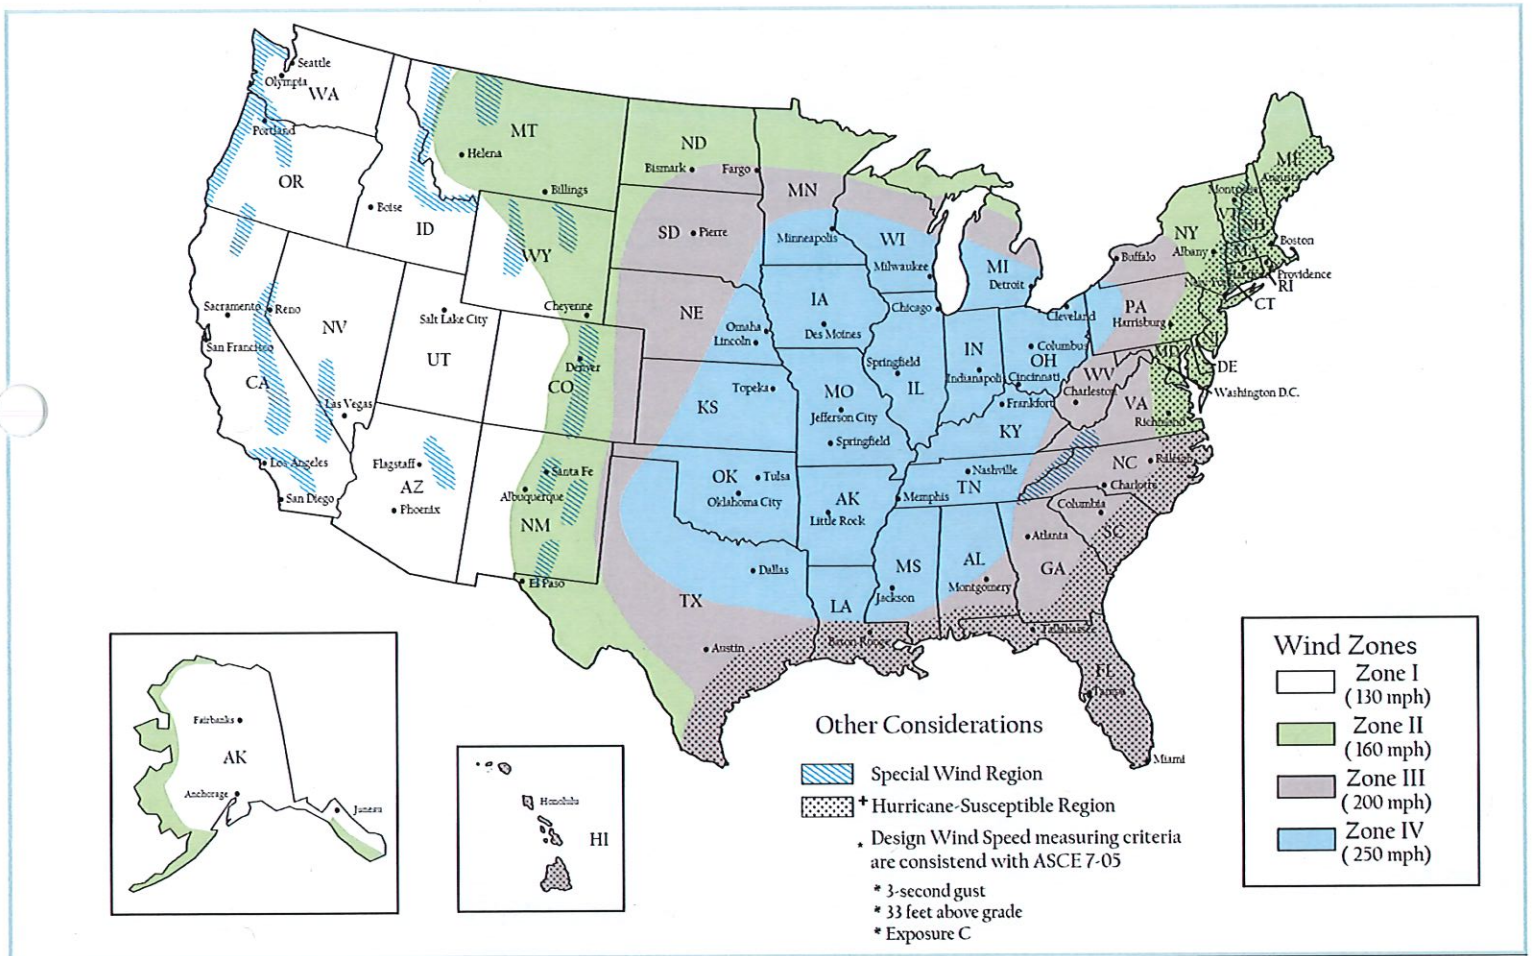 Seattle
Olympia
WA
Portland
OR
Boise
ID
MT
Helena
Billings
WY
Cheyenne
ND
Bismark
Fargo
SD
Pierre
NE
Omaha
Lincoln
MN
Minneapolis
WI
Milwaukee
MI
Detroit
IA
Des Moines
Chicago
Sacramento
Reno
San Francisco
CA
NV
Las Vegas
Los Angeles
San Diego
Salt Lake City
UT
Flagstaff
AZ
Phoenix
Denver
CO
Santa Fe
Albuquerque
NM
El Paso
Topeka
KS
OK
Tulsa
Oklahoma City
Dallas
TX
Austin
Springfield
MO
Jefferson City
Springfield
IL
IN
Indianapolis
Cleveland
Columbus
OH
Cincinnati
Frankfort
KY
AK
Little Rock
Memphis
Nashville
TN
MS
Jackson
AL
Montgomery
LA
Baton Rouge
WV
Charleston
VA
Richmond
NC
Raleigh
Charlotte
Columbia
SC
Atlanta
GA
Tallahassee
FL
Tampa
Miami
ME
Augusta
VT
NH
NY
Albany
Buffalo
Boston
Providence
RI
CT
PA
Harrisburg
NJ
MD
DE
Washington D.C.
Fairbanks
AK
Anchorage
Juneau
Honolulu
HI
Other Considerations
Special Wind Region
+ Hurricane-Susceptible Region
* Design Wind Speed measuring criteria
are consistend with ASCE 7-05
* 3-second gust
* 33 feet above grade
* Exposure C
Wind Zones
Zone I
(130 mph)
Zone II
(160 mph)
Zone III
(200 mph)
Zone IV
(250 mph)